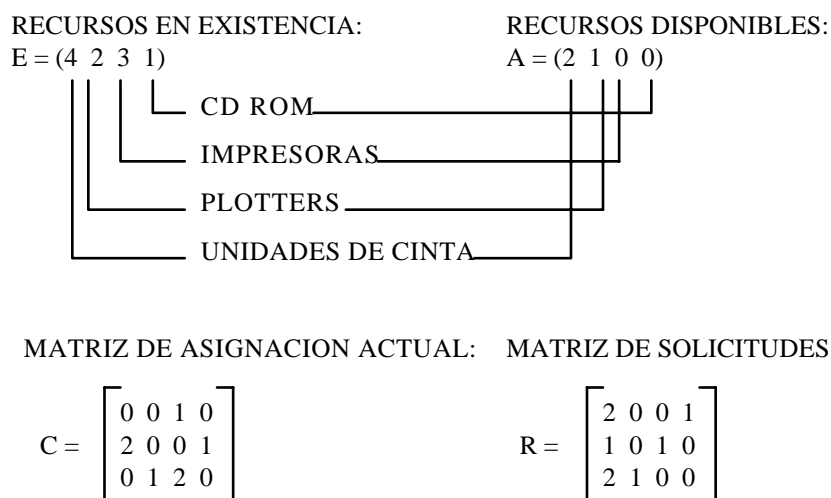 RECURSOS EN EXISTENCIA: RECURSOS DISPONIBLES:
E = (4 2 3 1) A = (2 1 0 0)
CD ROM
IMPRESORAS
PLOTTERS
UNIDADES DE CINTA
MATRIZ DE ASIGNACION ACTUAL: MATRIZ DE SOLICITUDES
0 0 1 0 2 0 0 1
C = 2 0 0 1 R = 1 0 1 0
0 1 2 0 2 1 0 0